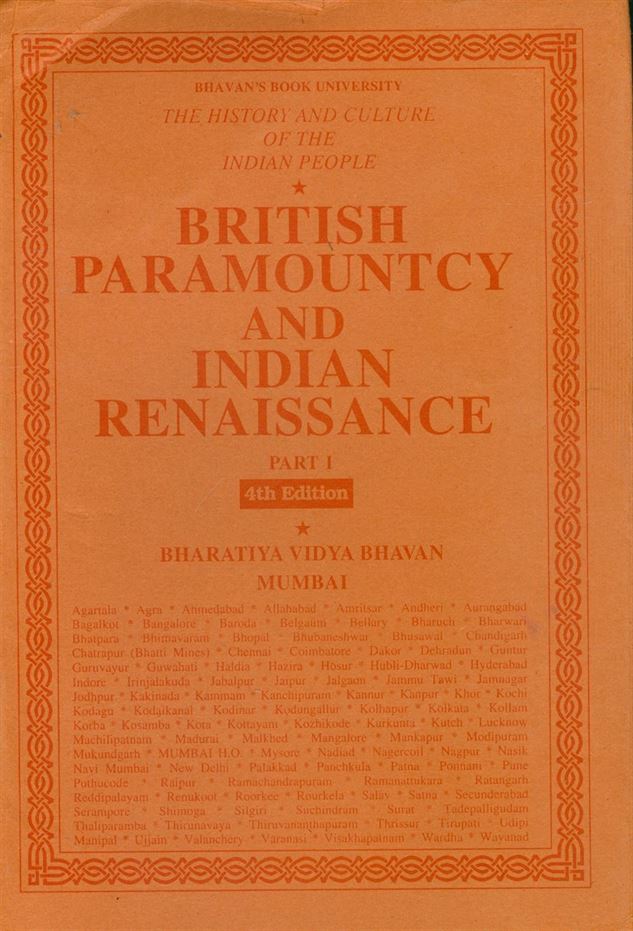 BHAVAN'S BOOK UNIVERSITY
THE HISTORY AND CULTURE
OF THE
INDIAN PEOPLE
★
BRITISH
PARAMOUNTCY
AND
INDIAN
RENAISSANCE
PART I
4th Edition
★
BHARATIYA VIDYA BHAVAN
MUMBAI
Agartala * Agra * Ahmedabad * Allahabad * Amritsar * Andheri * Aurangabad
Bagalkot * Bangalore * Baroda * Belgaum * Bellary * Bharuch * Bharwari
Bhatpara * Bhimavaram * Bhopal * Bhubaneshwar * Bhusawal * Chandigarh
Chatrapur (Bhatti Mines) * Chennai * Coimbatore * Dakor * Dehradun * Guntur
Guruvayur * Guwahati * Haldia * Hazira * Hosur * Hubli-Dharwad * Hyderabad
Indore * Irinjalakuda * Jabalpur * Jaipur * Jalgaon * Jammu Tawi * Jamnagar
Jodhpur * Kakinada * Kammam * Kanchipuram * Kannur * Kanpur * Khor * Kochi
Kodagu * Kodaikanal * Kodinar * Kodungallur * Kolhapur * Kolkata * Kollam
Korba * Kosamba * Kota * Kottayam * Kozhikode * Kurkunta * Kutch * Lucknow
Machilipatnam * Madurai * Malkhed * Mangalore * Mankapur * Modipuram
Mukundgarh * MUMBAI H.O. * Mysore * Nadiad * Nagercoil * Nagpur * Nasik
Navi Mumbai * New Delhi * Palakkad * Panchkula * Patna * Ponnani * Pune
Puthucode * Raipur * Ramachandrapuram * Ramanattukara * Ratangarh
Reddipalayam * Renukoot * Roorkee * Rourkela * Salav * Satna * Secunderabad
Serampore * Shimoga * Silgiri * Suchindram * Surat * Tadepalligudam
Thaliparamba * Thirunavaya * Thiruvananthapuram * Thrissur * Tirupati * Udipi
Manipal * Ujjain * Valanchery * Varanasi * Visakhapatnam * Wardha * Wayanad